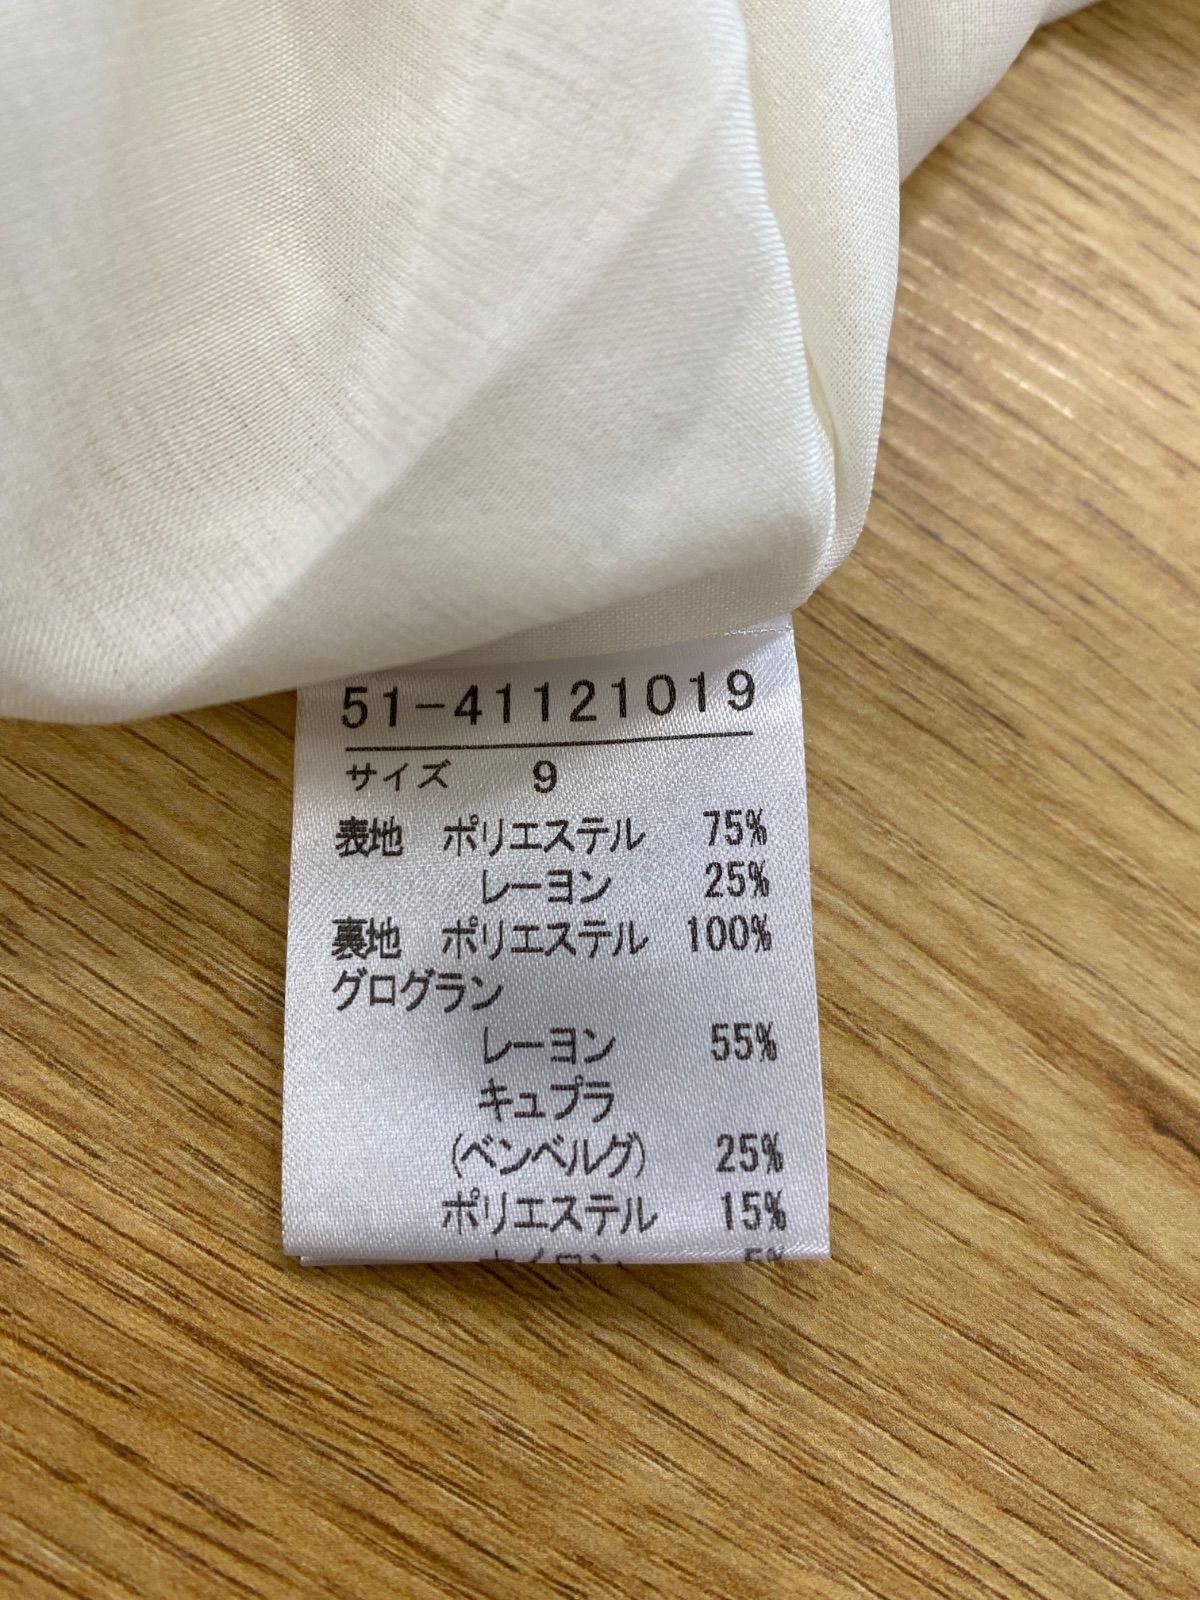 51-41121019
サイズ 9
表地 ポリエステル 75%
レーヨン 25%
裏地 ポリエステル 100%
グログラン
レーヨン 55%
キュプラ
(ベンベルグ) 25%
ポリエステル 15%